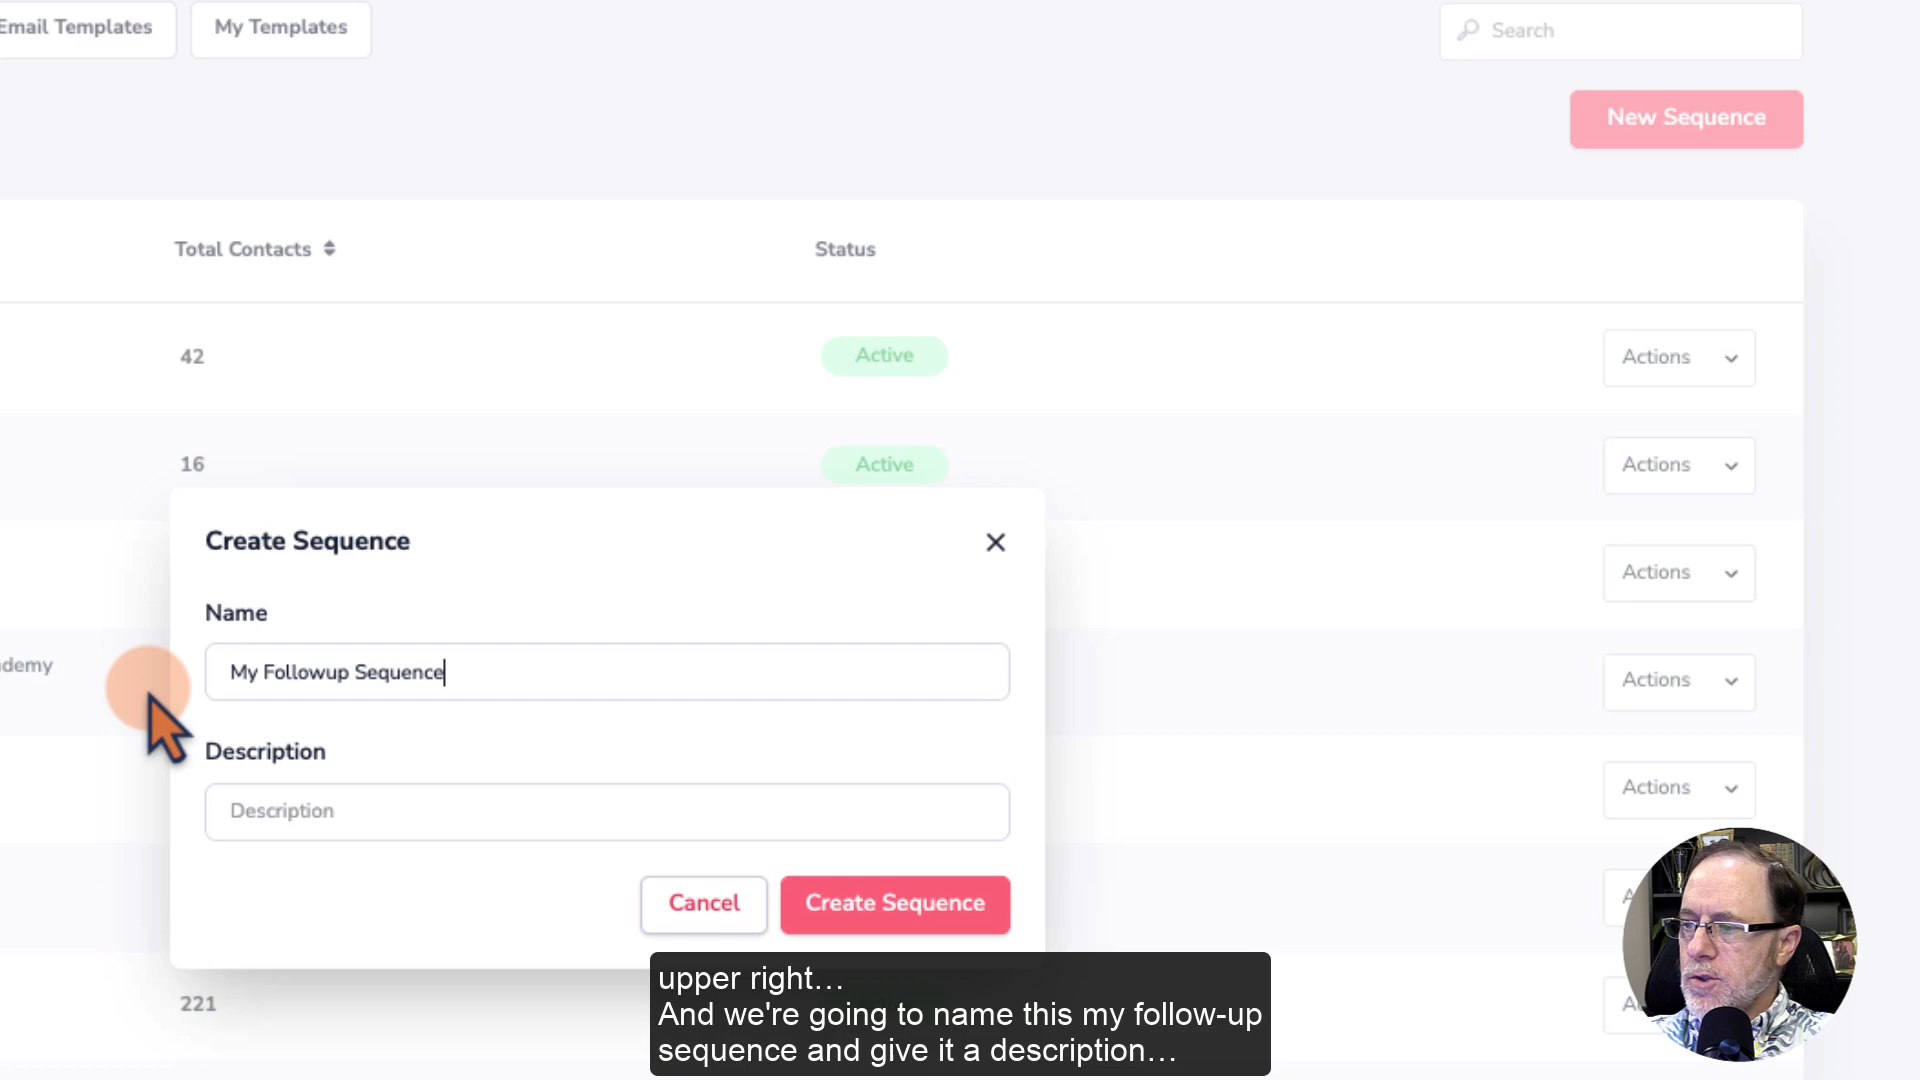 Email Templates
My Templates
Search
New Sequence
Total Contacts
Status
42
Active
Actions
16
Active
Actions
Create Sequence
Actions
Name
My Followup Sequence
Actions
Description
Description
Actions
Cancel
Create Sequence
221
upper right...
And we're going to name this my follow-up
sequence and give it a description...